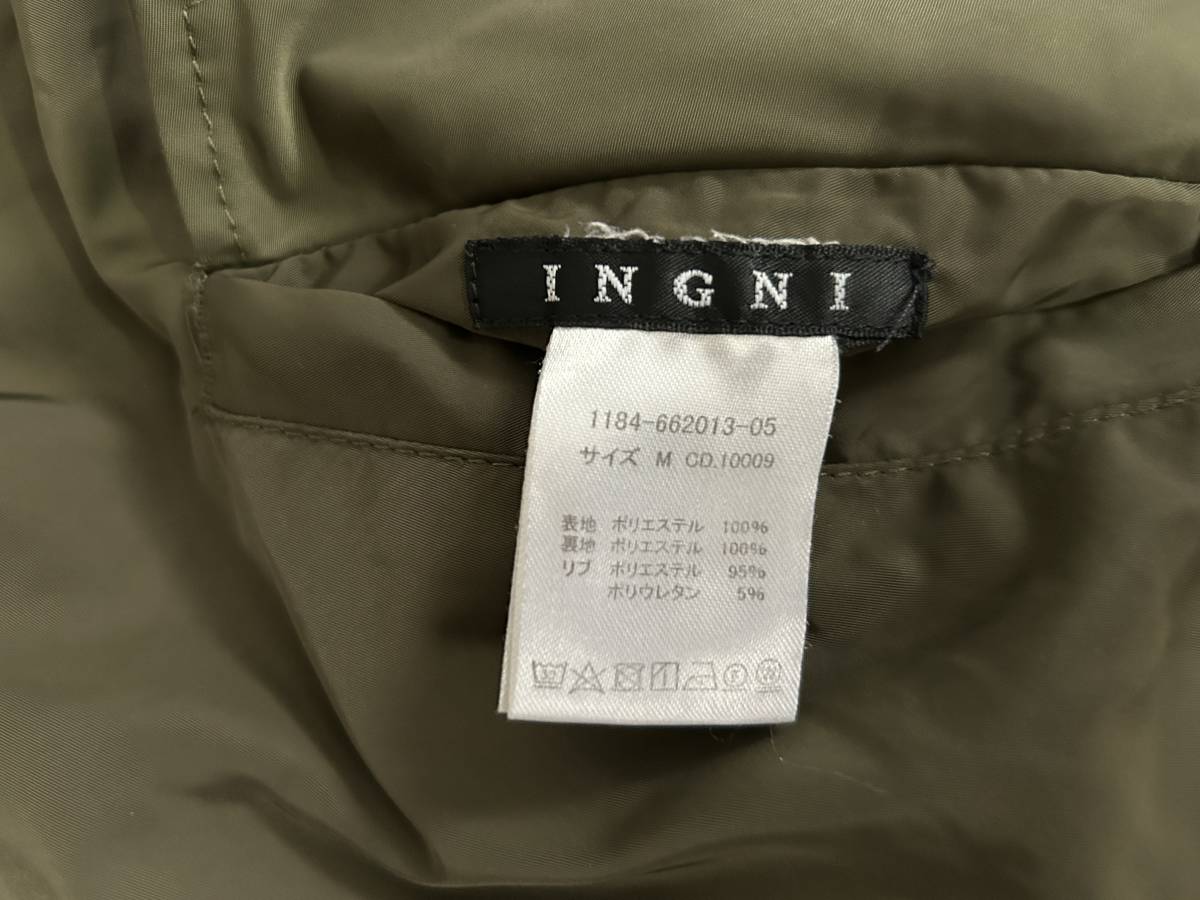 INGNI
1184-662013-05
サイズ M CD.10009
表地 ポリエステル 100%
裏地 ポリエステル 100%
リブ ポリエステル 95%
ポリウレタン 5%